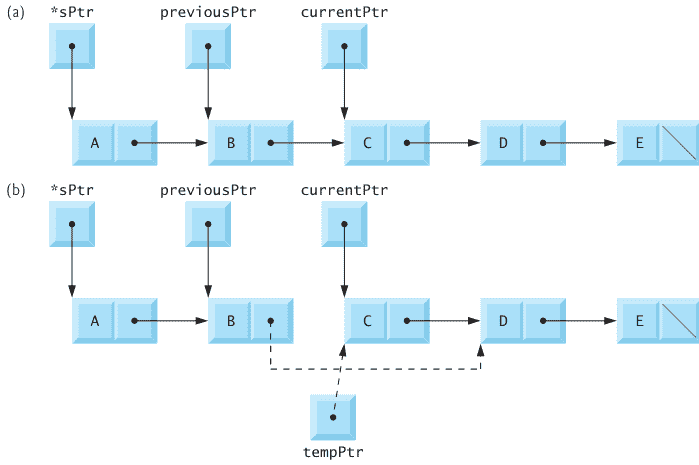 (a) *sPtr previousPtr currentPtr
A B C D E
(b) *sPtr previousPtr currentPtr
A B C D E
tempPtr